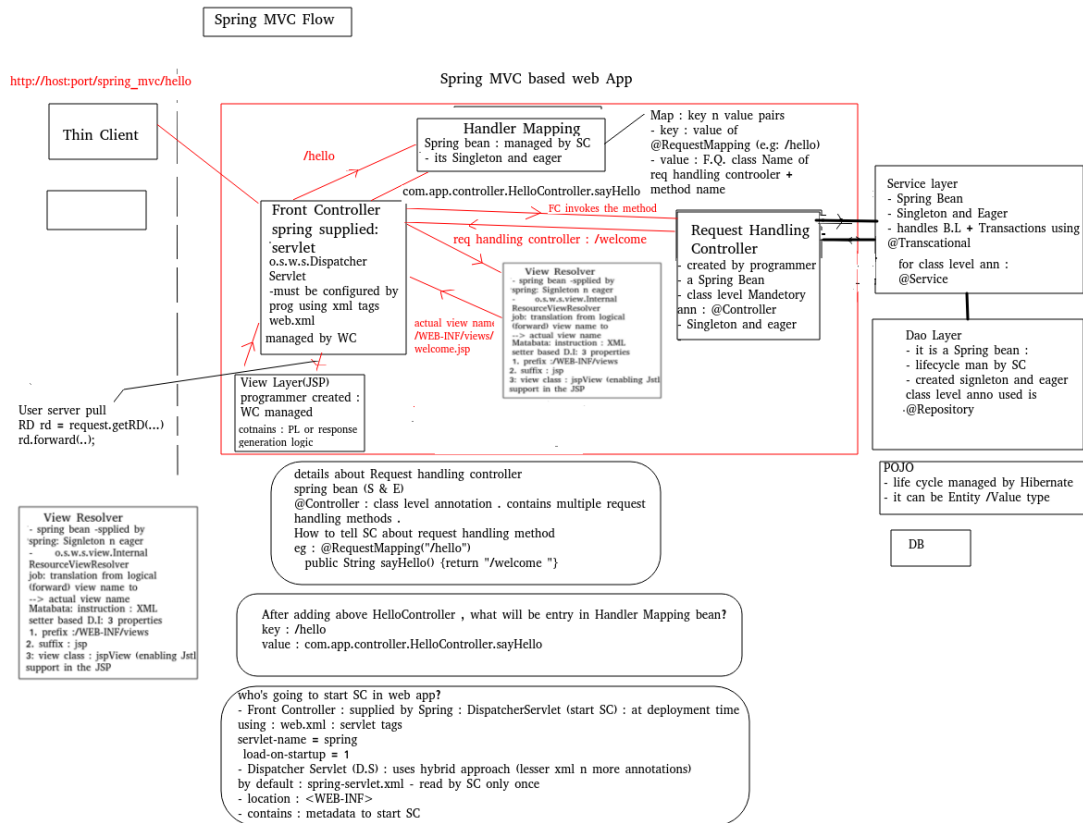 Spring MVC Flow
http://host:port/spring_mvc/hello
Spring MVC based web App
Thin Client
/hello
Handler Mapping
Spring bean : managed by SC
- its Singleton and eager
Map : key n value pairs
- key : value of
@RequestMapping (e.g: /hello)
- value : F.Q. class Name of
req handling controoler +
method name
com.app.controller.HelloController.sayHello
FC invokes the method
req handling controller : /welcome
Front Controller
spring supplied:
servlet
o.s.w.s.Dispatcher
Servlet
-must be configured by
prog using xml tags
web.xml
managed by WC
View Resolver
- spring bean -spplied by
spring: Signleton n eager
- o.s.w.s.view.Internal
ResourceViewResolver
job: translation from logical
(forward) view name to
--> actual view name
Matabata: instruction : XML
setter based D.I: 3 properties
1. prefix :/WEB-INF/views
2. suffix : jsp
3: view class : jspView (enabling Jstl
support in the JSP
actual view name
/WEB-INF/views/
welcome.jsp
Request Handling
Controller
- created by programmer
- a Spring Bean
- class level Mandetory
ann : @Controller
- Singleton and eager
Service layer
- Spring Bean
- Singleton and Eager
- handles B.L + Transactions using
@Transcational
for class level ann :
@Service
Dao Layer
- it is a Spring bean :
- lifecycle man by SC
- created signleton and eager
class level anno used is
@Repository
POJO
- life cycle managed by Hibernate
- it can be Entity /Value type
DB
View Layer(JSP)
programmer created :
WC managed
cotnains : PL or response
generation logic
User server pull
RD rd = request.getRD(...)
rd.forward(..);
View Resolver
- spring bean -spplied by
spring: Signleton n eager
- o.s.w.s.view.Internal
ResourceViewResolver
job: translation from logical
(forward) view name to
--> actual view name
Matabata: instruction : XML
setter based D.I: 3 properties
1. prefix :/WEB-INF/views
2. suffix : jsp
3: view class : jspView (enabling Jstl
support in the JSP
details about Request handling controller
spring bean (S & E)
@Controller : class level annotation . contains multiple request
handling methods .
How to tell SC about request handling method
eg : @RequestMapping("/hello")
public String sayHello() {return "/welcome "}
After adding above HelloController , what will be entry in Handler Mapping bean?
key : /hello
value : com.app.controller.HelloController.sayHello
who's going to start SC in web app?
- Front Controller : supplied by Spring : DispatcherServlet (start SC) : at deployment time
using : web.xml : servlet tags
servlet-name = spring
load-on-startup = 1
- Dispatcher Servlet (D.S) : uses hybrid approach (lesser xml n more annotations)
by default : spring-servlet.xml - read by SC only once
- location : <WEB-INF>
- contains : metadata to start SC